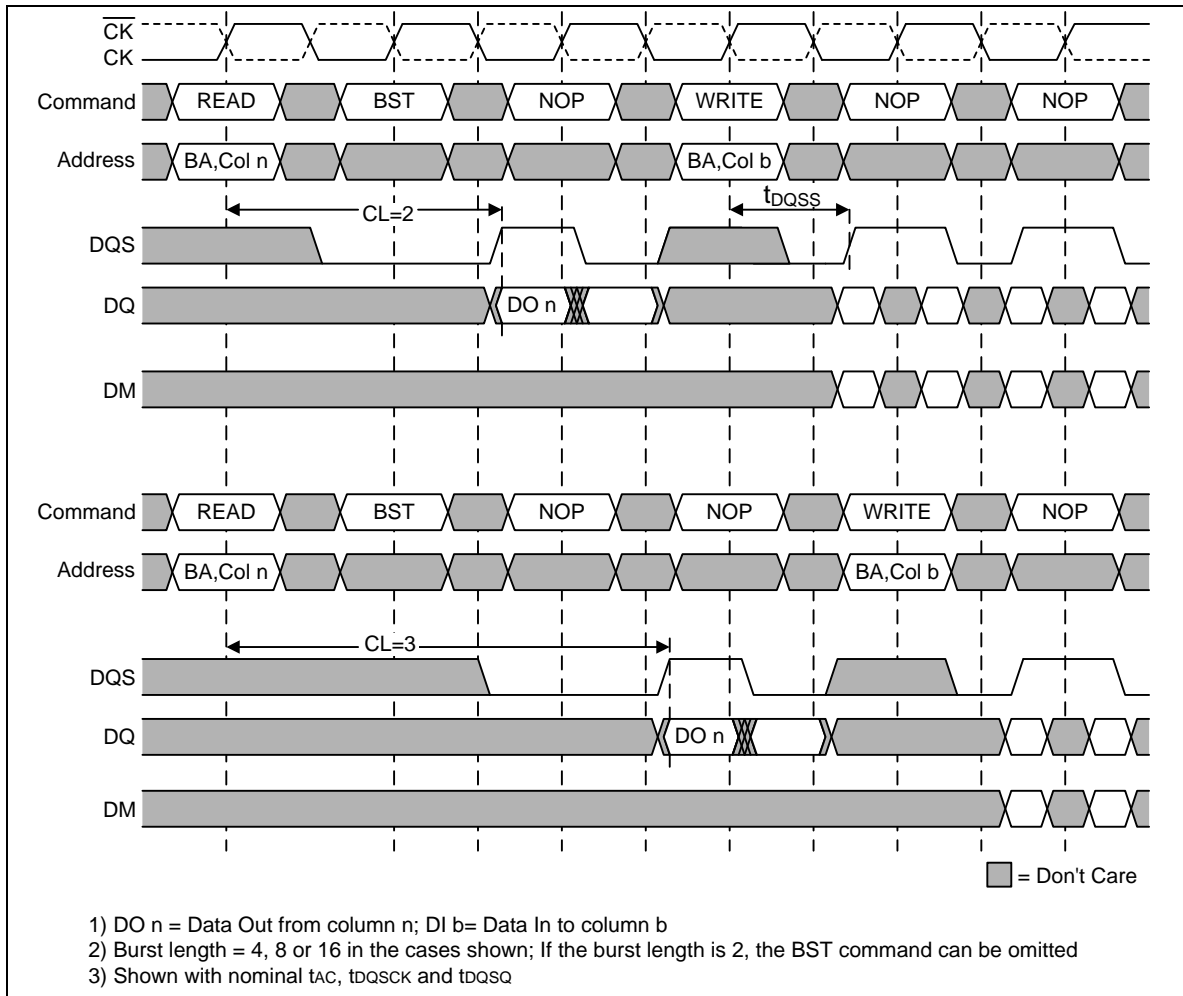 CK
CK
Command READ BST NOP WRITE NOP NOP
Address BA,Col n BA,Col b
CL=2 tDQSS
DQS
DQ DO n
DM
Command READ BST NOP NOP WRITE NOP
Address BA,Col n BA,Col b
CL=3
DQS
DQ DO n
DM
= Don't Care
1) DO n = Data Out from column n; DI b= Data In to column b
2) Burst length = 4, 8 or 16 in the cases shown; If the burst length is 2, the BST command can be omitted
3) Shown with nominal tAC, tDQSCK and tDQSQ